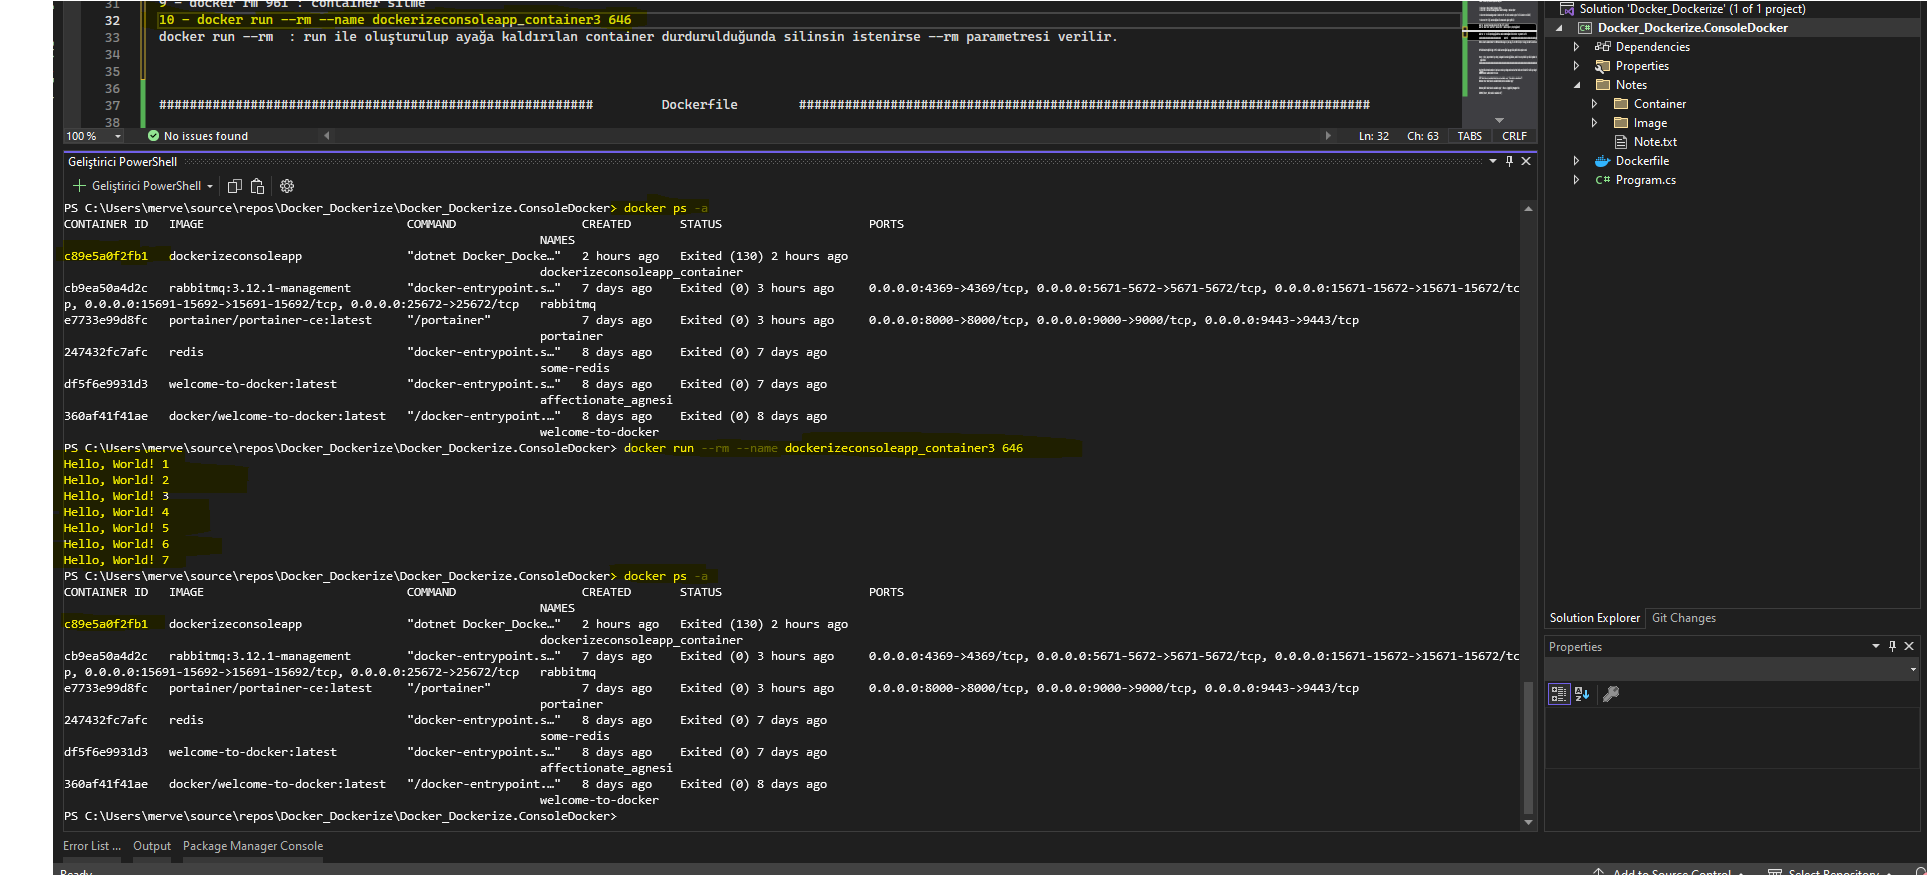 31 9 - docker rm 961 : container silme
32 10 - docker run --rm --name dockerizeconsoleapp_container3 646
33 docker run --rm  : run ile oluşturulup ayağa kaldırılan container durdurulduğunda silinsin istenirse --rm parametresi verilir.
34
35
36
37 ######################################################### Dockerfile ###########################################################################
38
100 % No issues found Ln: 32 Ch: 63 TABS CRLF
Geliştirici PowerShell
Geliştirici PowerShell
PS C:\Users\merve\source\repos\Docker_Dockerize\Docker_Dockerize.ConsoleDocker> docker ps -a
CONTAINER ID IMAGE COMMAND CREATED STATUS PORTS
NAMES
c89e5a0f2fb1 dockerizeconsoleapp "dotnet Docker_Docke…" 2 hours ago Exited (130) 2 hours ago
dockerizeconsoleapp_container
cb9ea50a4d2c rabbitmq:3.12.1-management "docker-entrypoint.s…" 7 days ago Exited (0) 3 hours ago 0.0.0.0:4369->4369/tcp, 0.0.0.0:5671-5672->5671-5672/tcp, 0.0.0.0:15671-15672->15671-15672/tc
p, 0.0.0.0:15691-15692->15691-15692/tcp, 0.0.0.0:25672->25672/tcp rabbitmq
e7733e99d8fc portainer/portainer-ce:latest "/portainer" 7 days ago Exited (0) 3 hours ago 0.0.0.0:8000->8000/tcp, 0.0.0.0:9000->9000/tcp, 0.0.0.0:9443->9443/tcp
portainer
247432fc7afc redis "docker-entrypoint.s…" 8 days ago Exited (0) 7 days ago
some-redis
df5f6e9931d3 welcome-to-docker:latest "docker-entrypoint.s…" 8 days ago Exited (0) 7 days ago
affectionate_agnesi
360af41f41ae docker/welcome-to-docker:latest "/docker-entrypoint.…" 8 days ago Exited (0) 8 days ago
welcome-to-docker
PS C:\Users\merve\source\repos\Docker_Dockerize\Docker_Dockerize.ConsoleDocker> docker run --rm --name dockerizeconsoleapp_container3 646
Hello, World! 1
Hello, World! 2
Hello, World! 3
Hello, World! 4
Hello, World! 5
Hello, World! 6
Hello, World! 7
PS C:\Users\merve\source\repos\Docker_Dockerize\Docker_Dockerize.ConsoleDocker> docker ps -a
CONTAINER ID IMAGE COMMAND CREATED STATUS PORTS
NAMES
c89e5a0f2fb1 dockerizeconsoleapp "dotnet Docker_Docke…" 2 hours ago Exited (130) 2 hours ago
dockerizeconsoleapp_container
cb9ea50a4d2c rabbitmq:3.12.1-management "docker-entrypoint.s…" 7 days ago Exited (0) 3 hours ago 0.0.0.0:4369->4369/tcp, 0.0.0.0:5671-5672->5671-5672/tcp, 0.0.0.0:15671-15672->15671-15672/tc
p, 0.0.0.0:15691-15692->15691-15692/tcp, 0.0.0.0:25672->25672/tcp rabbitmq
e7733e99d8fc portainer/portainer-ce:latest "/portainer" 7 days ago Exited (0) 3 hours ago 0.0.0.0:8000->8000/tcp, 0.0.0.0:9000->9000/tcp, 0.0.0.0:9443->9443/tcp
portainer
247432fc7afc redis "docker-entrypoint.s…" 8 days ago Exited (0) 7 days ago
some-redis
df5f6e9931d3 welcome-to-docker:latest "docker-entrypoint.s…" 8 days ago Exited (0) 7 days ago
affectionate_agnesi
360af41f41ae docker/welcome-to-docker:latest "/docker-entrypoint.…" 8 days ago Exited (0) 8 days ago
welcome-to-docker
PS C:\Users\merve\source\repos\Docker_Dockerize\Docker_Dockerize.ConsoleDocker>
Error List ... Output Package Manager Console
Ready Add to Source Control Select Repository
Solution 'Docker_Dockerize' (1 of 1 project)
C# Docker_Dockerize.ConsoleDocker
Dependencies
Properties
Notes
Container
Image
Note.txt
Dockerfile
C# Program.cs
Solution Explorer Git Changes
Properties